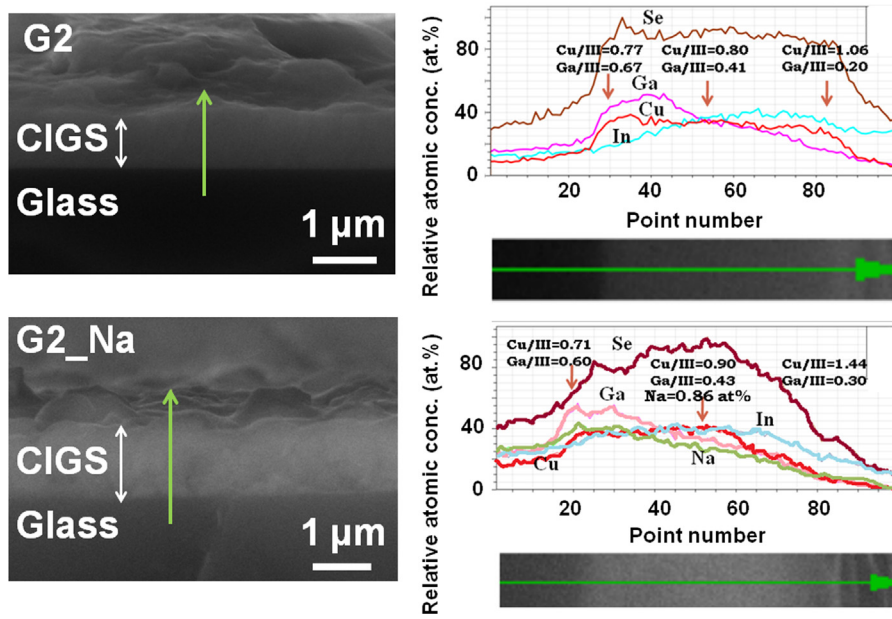 G2
CIGS
Glass
1 µm
Relative atomic conc. (at.%)
80
40
0
Se
Cu/III=0.77 Cu/III=0.80 Cu/III=1.06
Ga/III=0.67 Ga/III=0.41 Ga/III=0.20
Ga
Cu
In
20 40 60 80
Point number
G2_Na
CIGS
Glass
1 µm
Relative atomic conc. (at.%)
80
40
0
Cu/III=0.71 Se Cu/III=0.90 Cu/III=1.44
Ga/III=0.60 Ga/III=0.43 Ga/III=0.30
Na=0.86 at%
Ga
In
Cu
Na
20 40 60 80
Point number